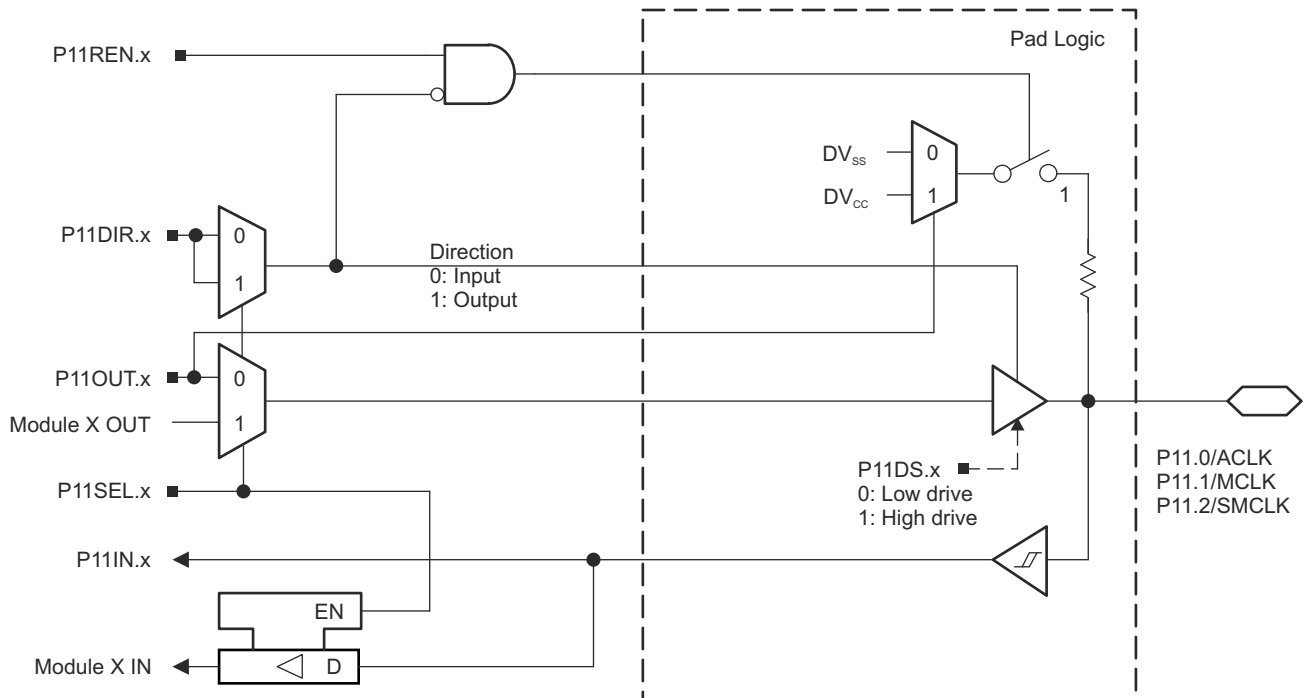 Pad Logic
P11REN.x
DVSS
0
DVCC
1
1
P11DIR.x
0
1
Direction
0: Input
1: Output
P11OUT.x
0
Module X OUT
1
P11SEL.x
P11DS.x
0: Low drive
1: High drive
P11.0/ACLK
P11.1/MCLK
P11.2/SMCLK
P11IN.x
EN
Module X IN
D